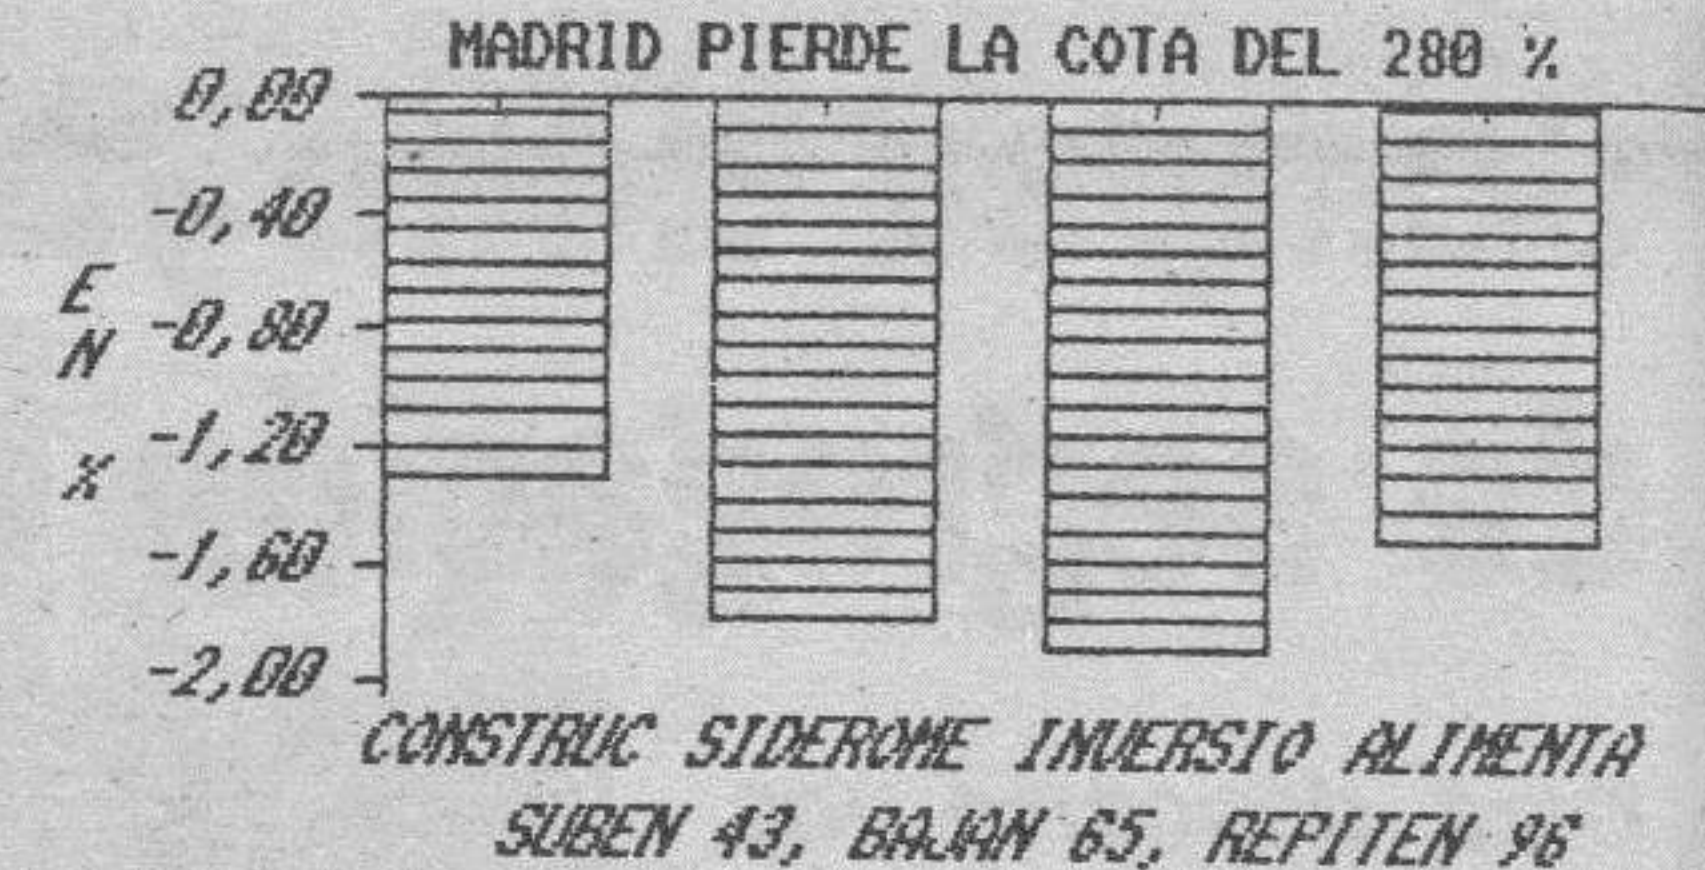 MADRID PIERDE LA COTA DEL 280 %
0,00
-0,40
-0,80
-1,20
-1,60
-2,00
EN %
CONSTRUC SIDEROME INVERSIO ALIMENTA
SUBEN 43, BAJAN 65, REPITEN 96